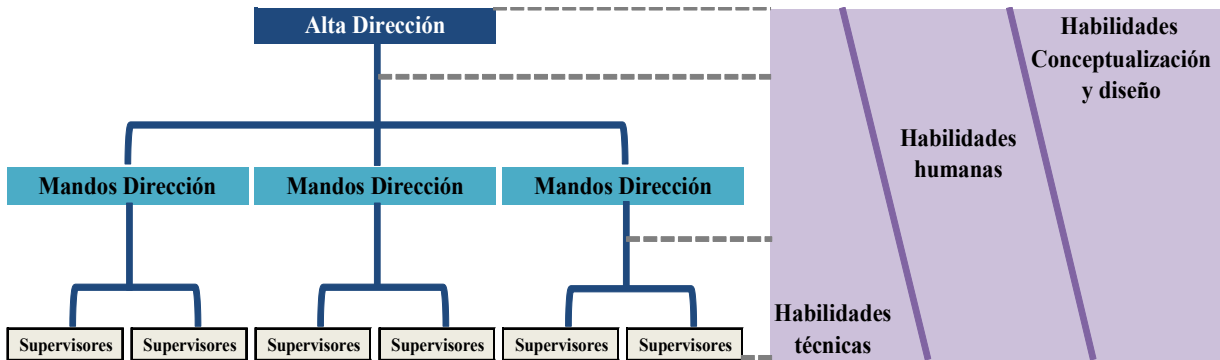 Alta Dirección
Habilidades
Conceptualización
y diseño
Habilidades
humanas
Mandos Dirección
Mandos Dirección
Mandos Dirección
Habilidades
técnicas
Supervisores
Supervisores
Supervisores
Supervisores
Supervisores
Supervisores